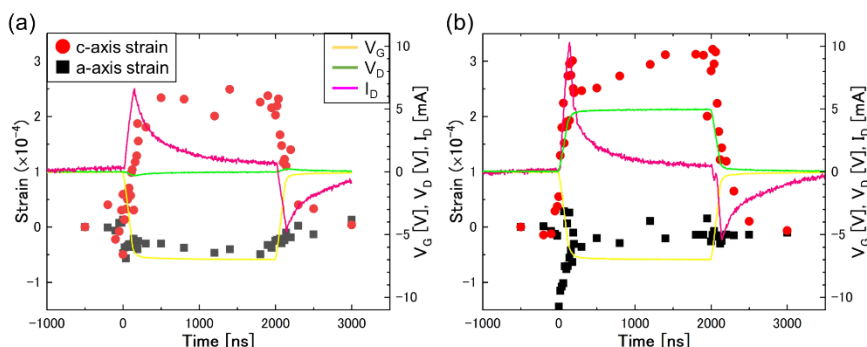 (a)
c-axis strain
a-axis strain
V_G
V_D
I_D
Strain (×10⁻⁴)
3
2
1
0
-1
10
5
0
-5
-10
V_G [V], V_D [V], I_D [mA]
-1000 0 1000 2000 3000
Time [ns]
(b)
Strain (×10⁻⁴)
3
2
1
0
-1
10
5
0
-5
-10
V_G [V], V_D [V], I_D [mA]
-1000 0 1000 2000 3000
Time [ns]